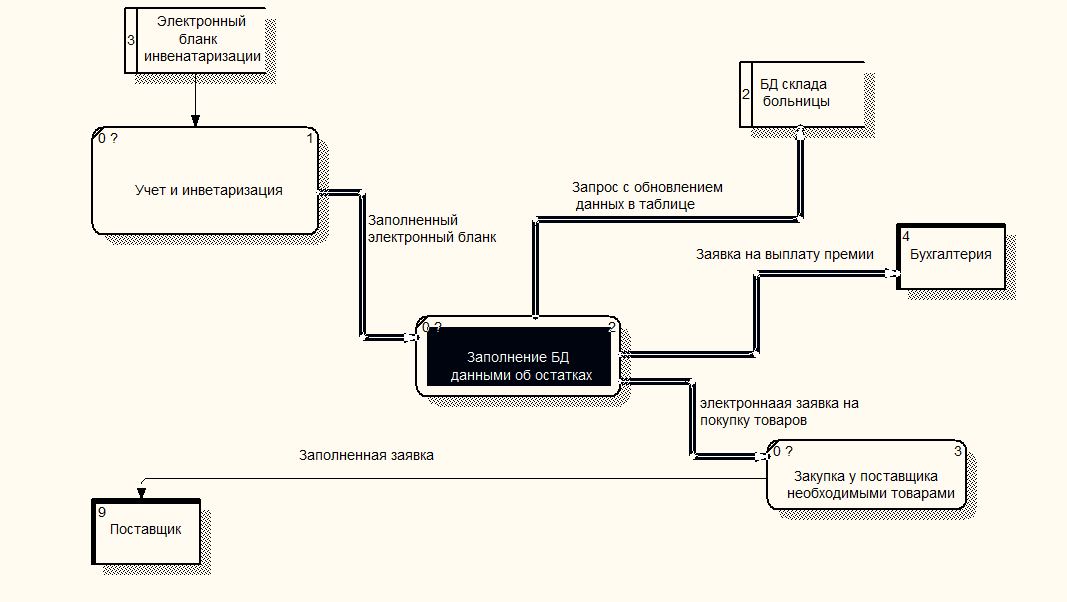 3
Электронный
бланк
инвенатаризации
0 ?
1
Учет и инветаризация
Заполненный
электронный бланк
2
БД склада
больницы
Запрос с обновлением
данных в таблице
Заявка на выплату премии
4
Бухгалтерия
0 ?
2
Заполнение БД
данными об остатках
электроннаая заявка на
покупку товаров
0 ?
3
Закупка у поставщика
необходимыми товарами
Заполненная заявка
9
Поставщик